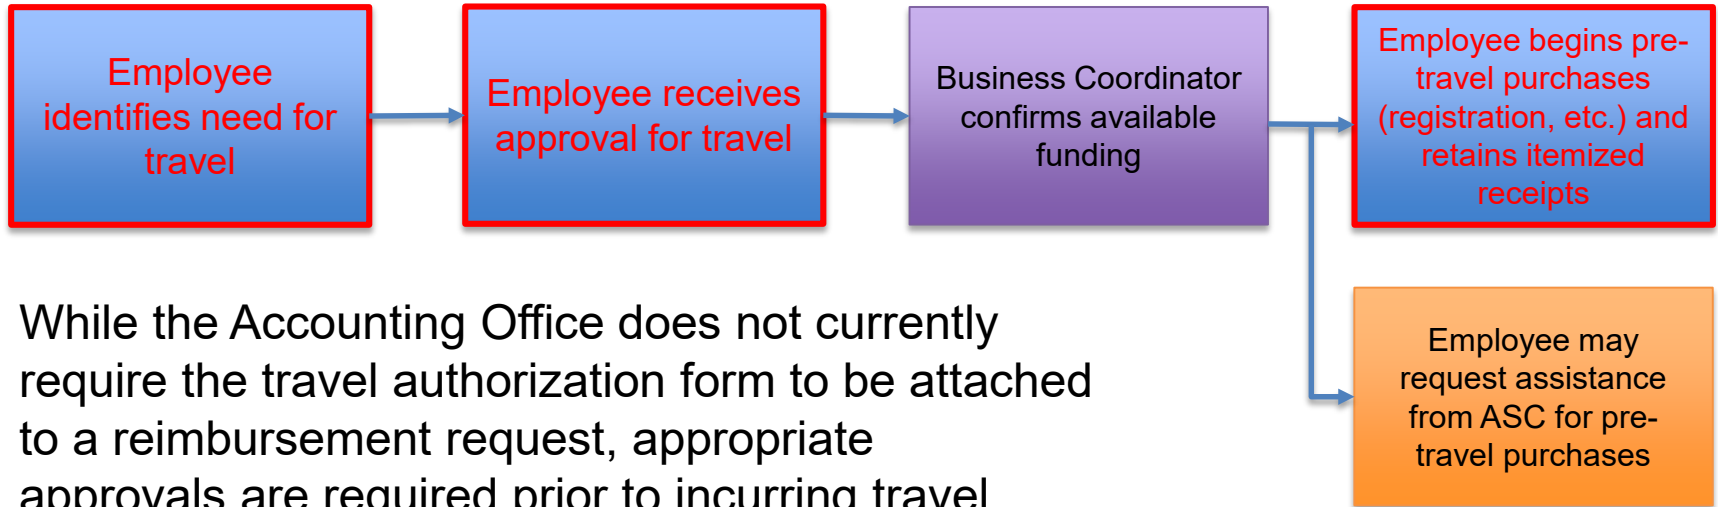 Employee
identifies need for
travel
Employee receives
approval for travel
Business Coordinator
confirms available
funding
Employee begins pre-
travel purchases
(registration, etc.) and
retains itemized
receipts
Employee may
request assistance
from ASC for pre-
travel purchases
While the Accounting Office does not currently
require the travel authorization form to be attached
to a reimbursement request, appropriate
approvals are required prior to incurring travel